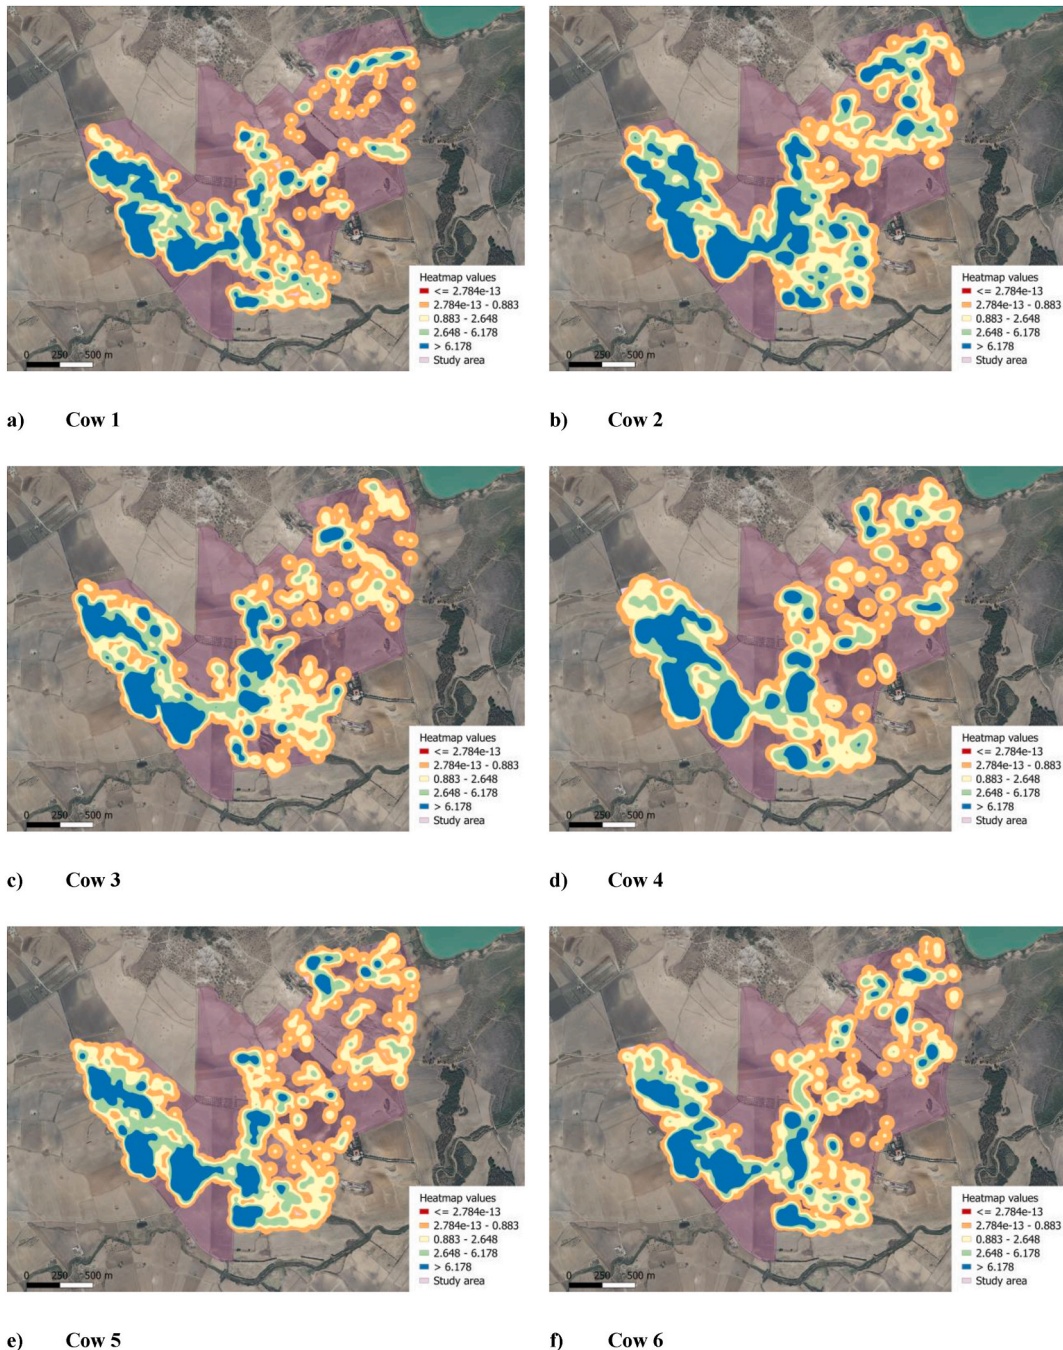 Heatmap values
<= 2.784e-13
2.784e-13 - 0.883
0.883 - 2.648
2.648 - 6.178
> 6.178
Study area
0 250 500 m
Heatmap values
<= 2.784e-13
2.784e-13 - 0.883
0.883 - 2.648
2.648 - 6.178
> 6.178
Study area
0 250 500 m
a) Cow 1
b) Cow 2
Heatmap values
<= 2.784e-13
2.784e-13 - 0.883
0.883 - 2.648
2.648 - 6.178
> 6.178
Study area
0 250 500 m
Heatmap values
<= 2.784e-13
2.784e-13 - 0.883
0.883 - 2.648
2.648 - 6.178
> 6.178
Study area
0 250 500 m
c) Cow 3
d) Cow 4
Heatmap values
<= 2.784e-13
2.784e-13 - 0.883
0.883 - 2.648
2.648 - 6.178
> 6.178
Study area
0 250 500 m
Heatmap values
<= 2.784e-13
2.784e-13 - 0.883
0.883 - 2.648
2.648 - 6.178
> 6.178
Study area
0 250 500 m
e) Cow 5
f) Cow 6